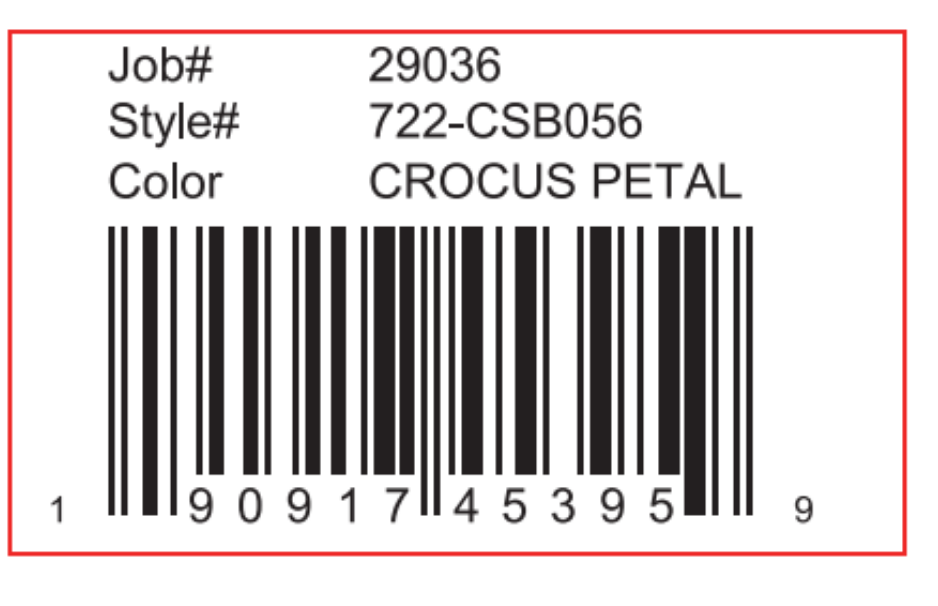 Job# 29036
Style# 722-CSB056
Color CROCUS PETAL
1 90917 45395 9